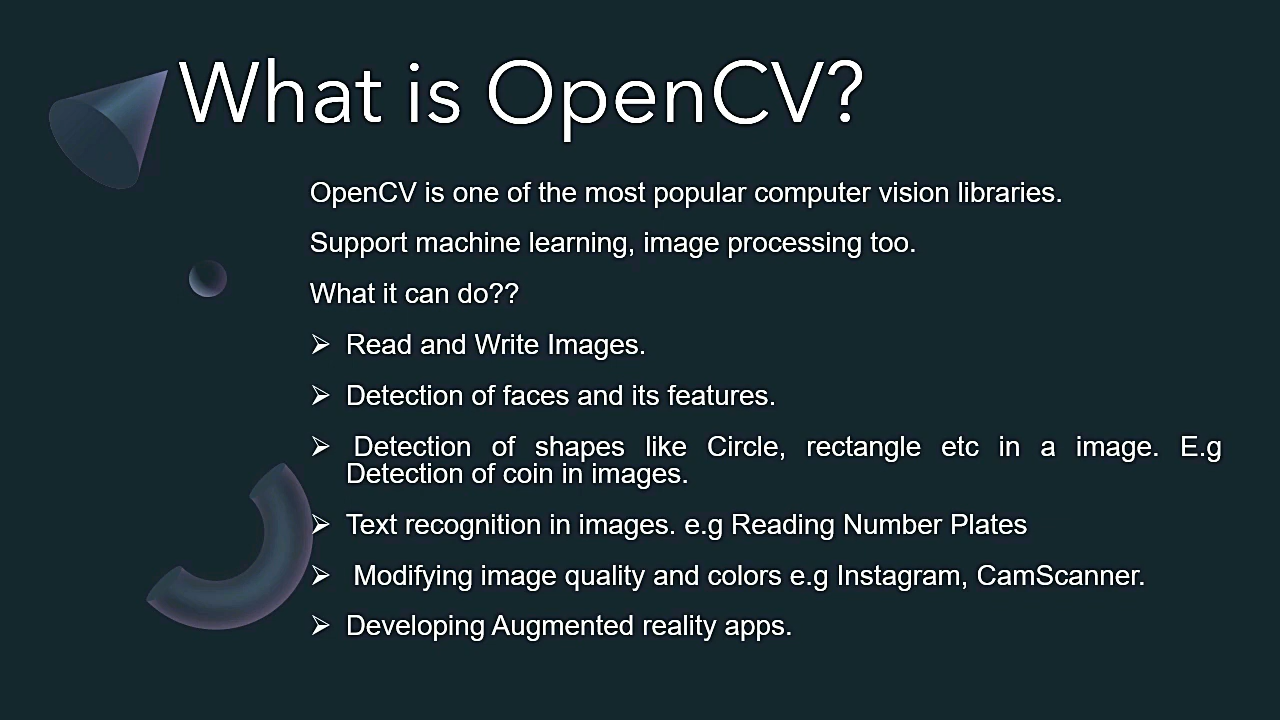 What is OpenCV?
OpenCV is one of the most popular computer vision libraries.
Support machine learning, image processing too.
What it can do??
➢ Read and Write Images.
➢ Detection of faces and its features.
➢ Detection of shapes like Circle, rectangle etc in a image. E.g
Detection of coin in images.
➢ Text recognition in images. e.g Reading Number Plates
➢ Modifying image quality and colors e.g Instagram, CamScanner.
➢ Developing Augmented reality apps.